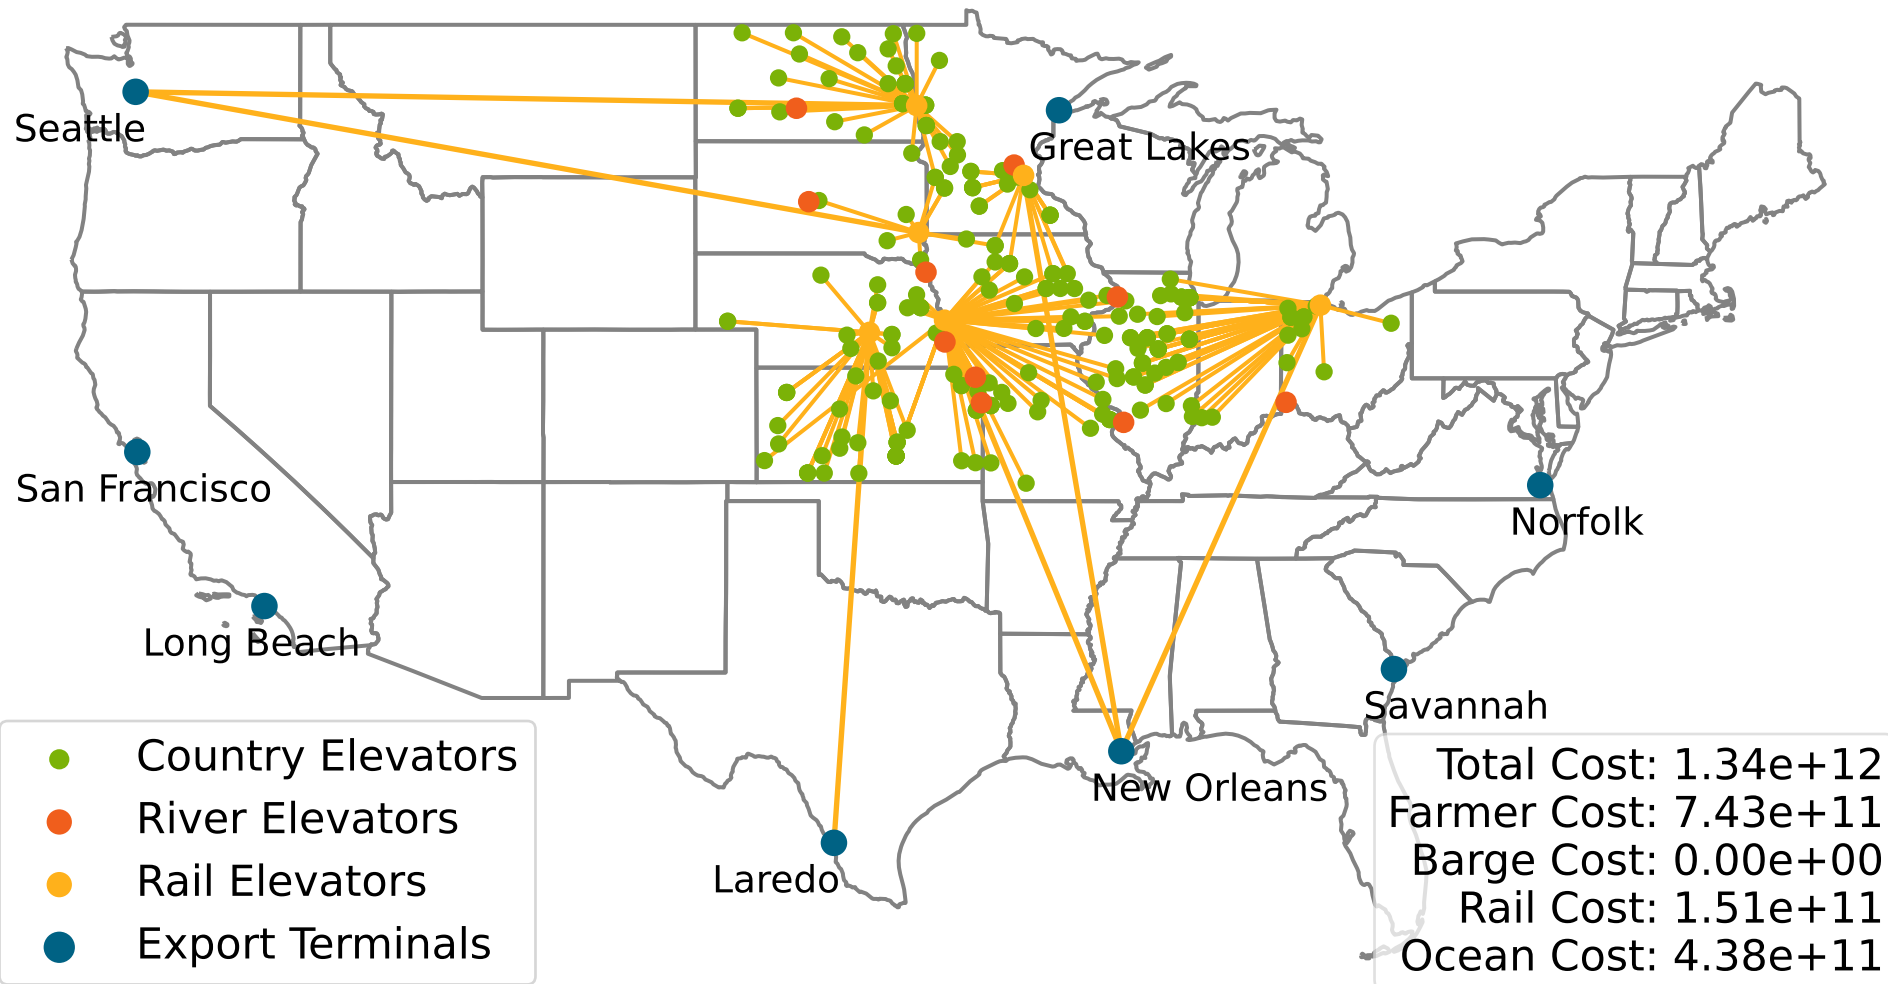 Seattle
Great Lakes
San Francisco
Norfolk
Long Beach
Savannah
New Orleans
Laredo
Country Elevators
River Elevators
Rail Elevators
Export Terminals
Total Cost: 1.34e+12
Farmer Cost: 7.43e+11
Barge Cost: 0.00e+00
Rail Cost: 1.51e+11
Ocean Cost: 4.38e+11